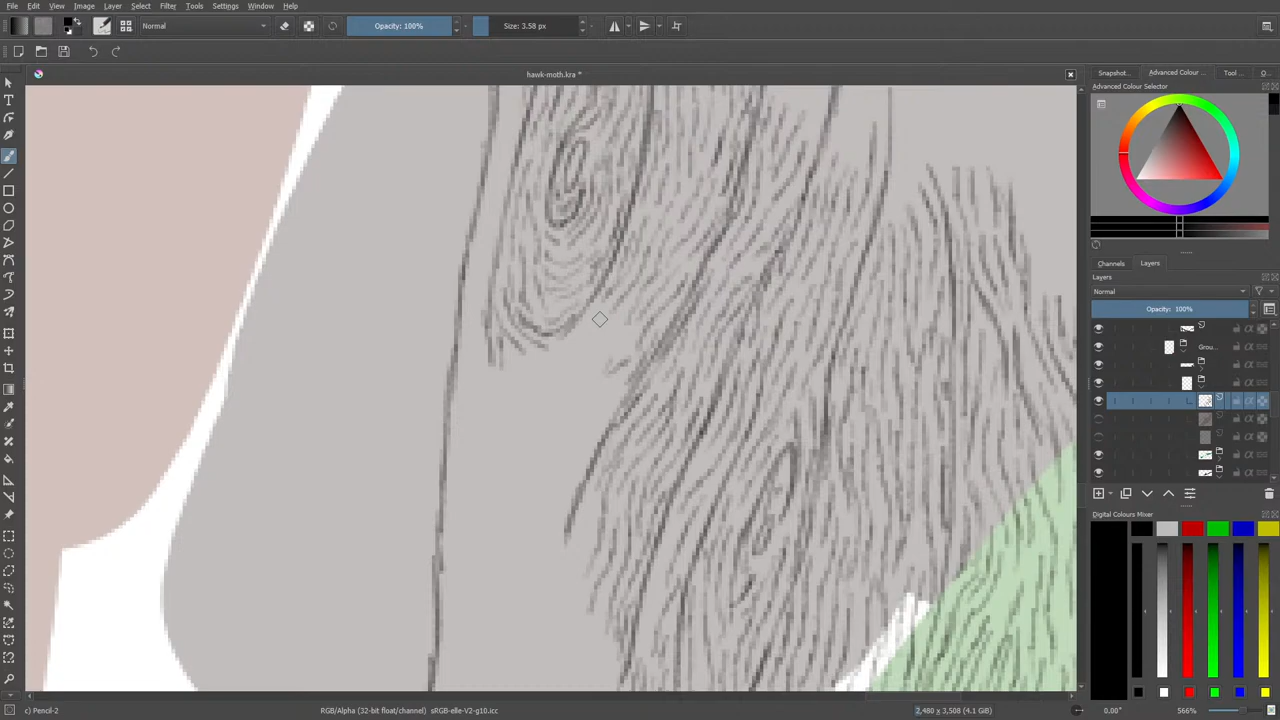 File Edit View Image Layer Select Filter Tools Settings Window Help
Normal Opacity: 100% Size: 3.58 px
hawk-moth.kra *
Snapshot... Advanced Colour ... Tool ... O...
Advanced Colour Selector
Channels Layers
Layers
Normal
Opacity: 100%
Grou...
Digital Colours Mixer
c) Pencil-2 RGB/Alpha (32-bit float/channel) sRGB-elle-V2-g10.icc 2,480 x 3,508 (4.1 GiB) 0.00° 566%